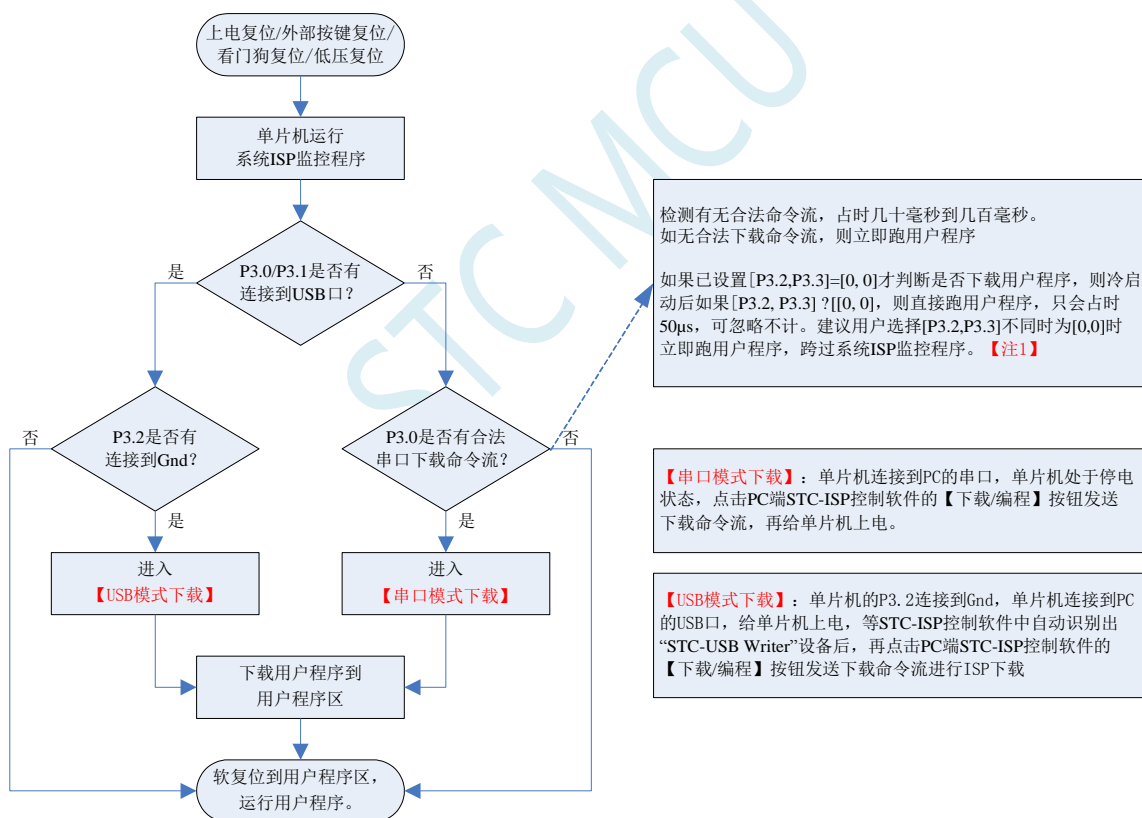 上电复位/外部按键复位/
看门狗复位/低压复位
单片机运行
系统ISP监控程序
P3.0/P3.1是否有
连接到USB口?
是
否
P3.2是否有
连接到Gnd?
否
是
P3.0是否有合法
串口下载命令流?
否
是
进入
【USB模式下载】
进入
【串口模式下载】
下载用户程序到
用户程序区
软复位到用户程序区，
运行用户程序。
检测有无合法命令流，占时几十毫秒到几百毫秒。
如无合法下载命令流，则立即跑用户程序
如果已设置[P3.2,P3.3]=[0, 0]才判断是否下载用户程序，则冷启
动后如果[P3.2, P3.3] ?[[0, 0]，则直接跑用户程序，只会占时
50μs，可忽略不计。建议用户选择[P3.2,P3.3]不同时为[0,0]时
立即跑用户程序，跨过系统ISP监控程序。【注1】
【串口模式下载】：单片机连接到PC的串口，单片机处于停电
状态，点击PC端STC-ISP控制软件的【下载/编程】按钮发送
下载命令流，再给单片机上电。
【USB模式下载】：单片机的P3.2连接到Gnd，单片机连接到PC
的USB口，给单片机上电，等STC-ISP控制软件中自动识别出
“STC-USB Writer”设备后，再点击PC端STC-ISP控制软件的
【下载/编程】按钮发送下载命令流进行ISP下载
STC MCU